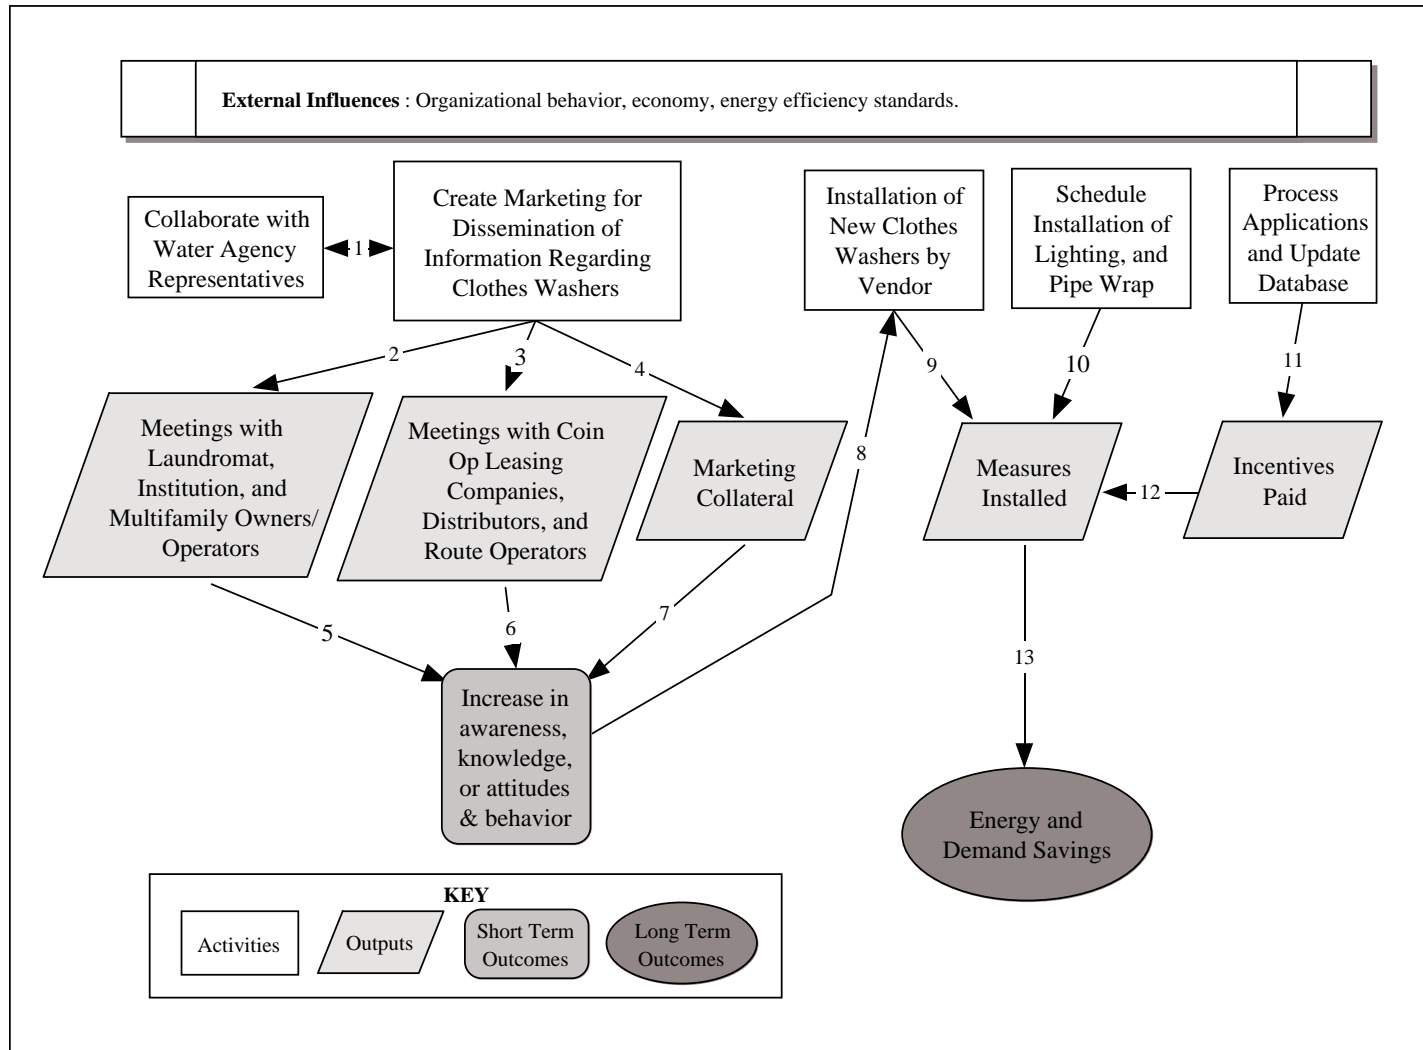 External Influences : Organizational behavior, economy, energy efficiency standards.
Collaborate with
Water Agency
Representatives
1
Create Marketing for
Dissemination of
Information Regarding
Clothes Washers
Installation of
New Clothes
Washers by
Vendor
Schedule
Installation of
Lighting, and
Pipe Wrap
Process
Applications
and Update
Database
2
3
4
8
9
10
11
Meetings with
Laundromat,
Institution, and
Multifamily Owners/
Operators
Meetings with Coin
Op Leasing
Companies,
Distributors, and
Route Operators
Marketing
Collateral
Measures
Installed
12
Incentives
Paid
5
6
7
13
Increase in
awareness,
knowledge,
or attitudes
& behavior
Energy and
Demand Savings
KEY
Activities
Outputs
Short Term
Outcomes
Long Term
Outcomes